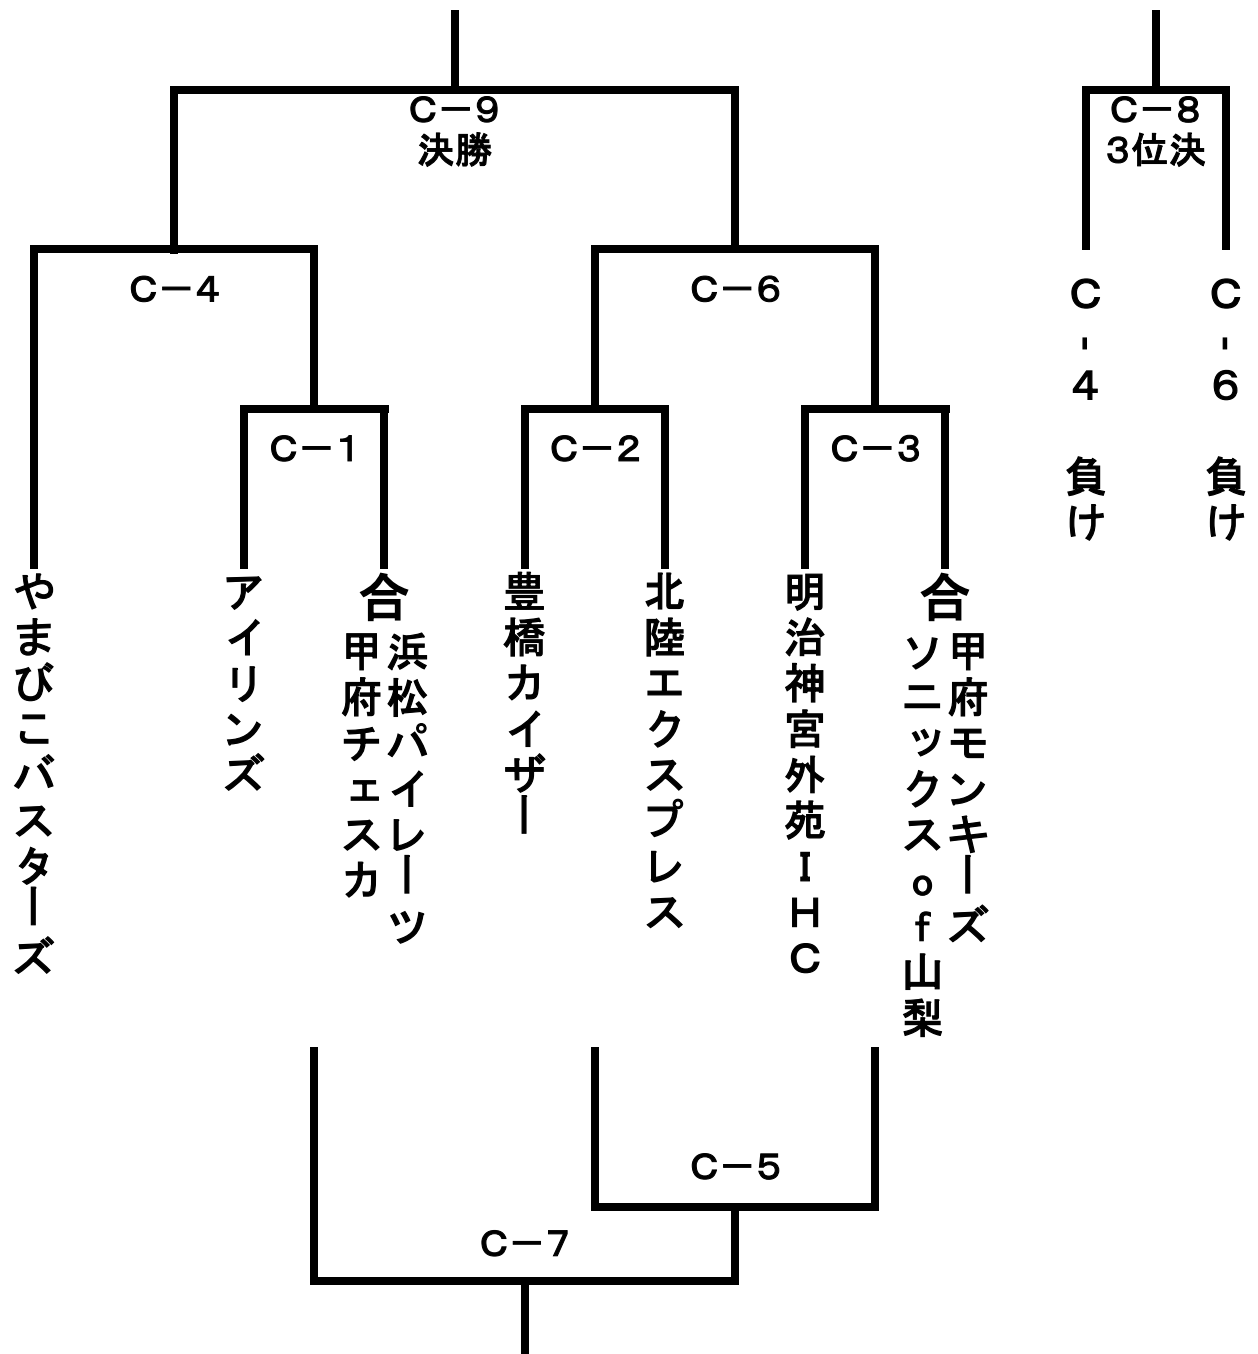 C－9
決勝
C－8
3位決
C－4
C－6
C-4 負け
C-6 負け
C－1
C－2
C－3
やまびこバスターズ
アイリンズ
合
浜松パイレーツ
甲府チェスカ
豊橋カイザー
北陸エクスプレス
明治神宮外苑IHC
合
甲府モンキーズ
ソニックスof山梨
C－5
C－7